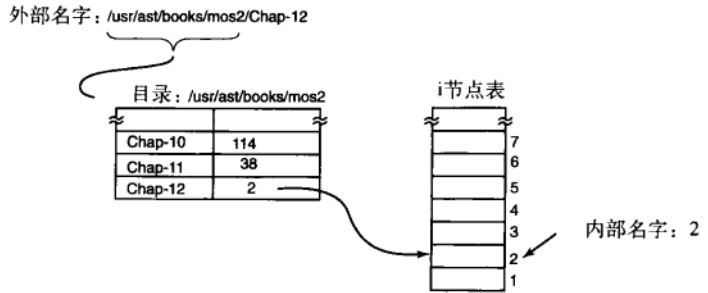 外部名字：/usr/ast/books/mos2/Chap-12
目录：/usr/ast/books/mos2
i节点表
Chap-10 114
Chap-11 38
Chap-12 2
7
6
5
4
3
2
1
内部名字：2